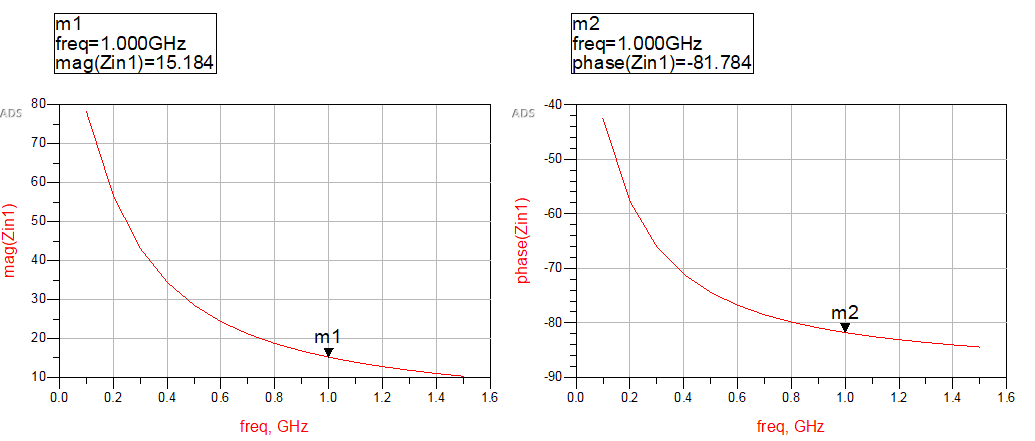 m1
freq=1.000GHz
mag(Zin1)=15.184
m2
freq=1.000GHz
phase(Zin1)=-81.784
ADS
80
70
60
50
40
30
20
10
mag(Zin1)
m1
0.0 0.2 0.4 0.6 0.8 1.0 1.2 1.4 1.6
freq, GHz
ADS
-40
-50
-60
-70
-80
-90
phase(Zin1)
m2
0.0 0.2 0.4 0.6 0.8 1.0 1.2 1.4 1.6
freq, GHz